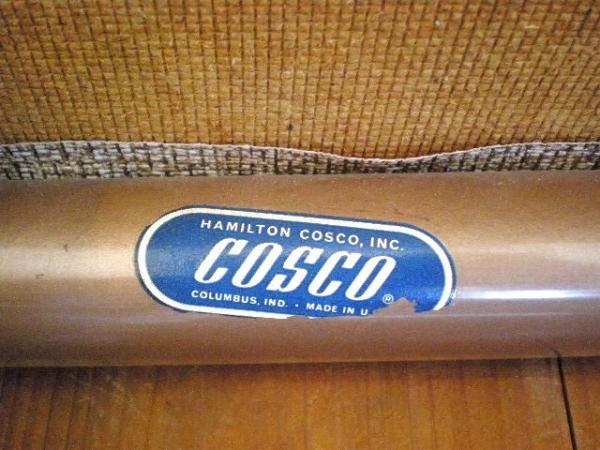 HAMILTON COSCO, INC.
COSCO®
COLUMBUS, IND. • MADE IN U